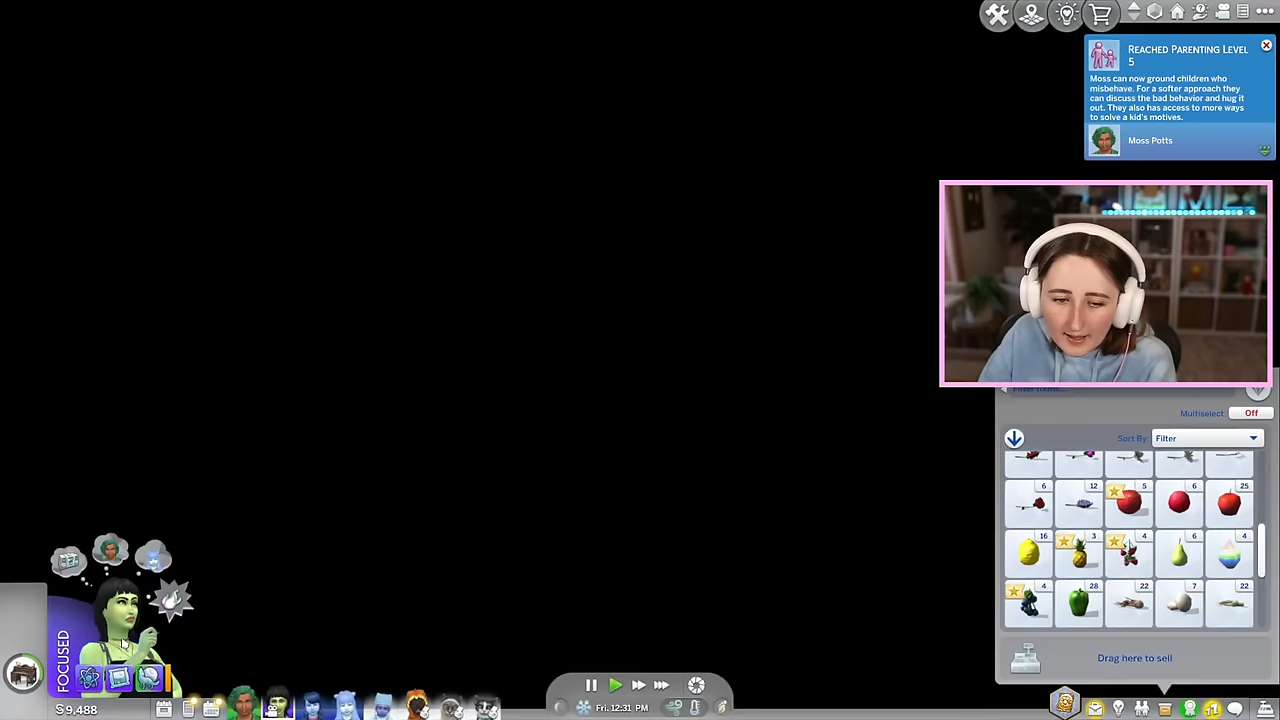 REACHED PARENTING LEVEL
5
Moss can now ground children who
misbehave. For a softer approach they
can discuss the bad behavior and hug it
out. They also has access to more ways
to solve a kid's motives.
Moss Potts
Filter Items...
Multiselect: Off
Sort By: Filter
6 12 5 6 25
16 3 4 6 4
4 28 22 7 22
Drag here to sell
FOCUSED
§9,488
Fri. 12:31 PM